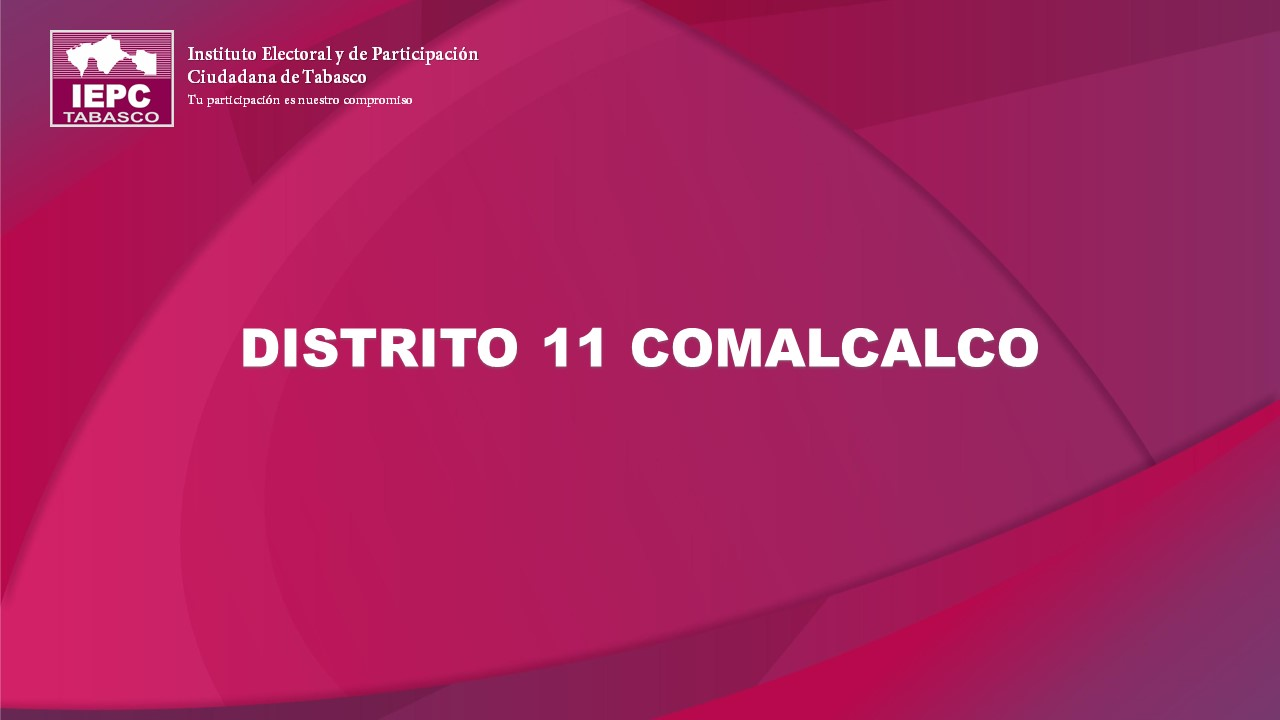 IEPC
TABASCO
Instituto Electoral y de Participación
Ciudadana de Tabasco
Tu participación es nuestro compromiso
DISTRITO 11 COMALCALCO